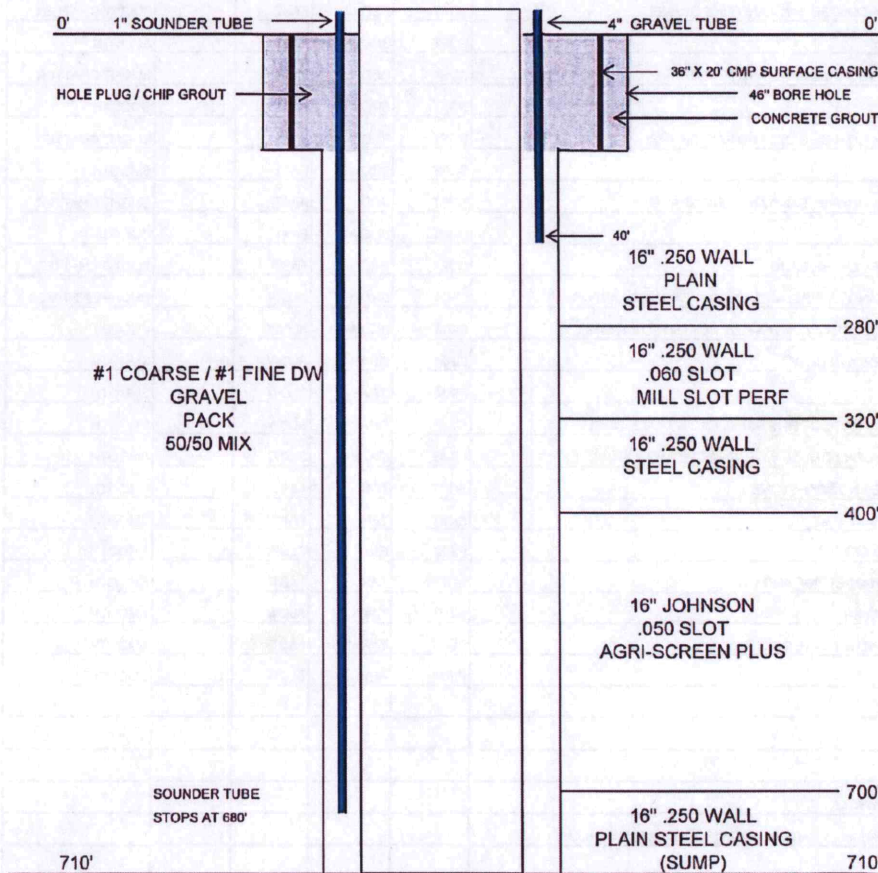 0' 1" SOUNDER TUBE 4" GRAVEL TUBE 0'
36" X 20' CMP SURFACE CASING
HOLE PLUG / CHIP GROUT 46" BORE HOLE
CONCRETE GROUT
40'
16" .250 WALL
PLAIN
STEEL CASING
280'
16" .250 WALL
.060 SLOT
MILL SLOT PERF
320'
#1 COARSE / #1 FINE DW
GRAVEL
PACK
50/50 MIX
16" .250 WALL
STEEL CASING
400'
16" JOHNSON
.050 SLOT
AGRI-SCREEN PLUS
SOUNDER TUBE
STOPS AT 680'
700'
16" .250 WALL
PLAIN STEEL CASING
(SUMP)
710' 710'